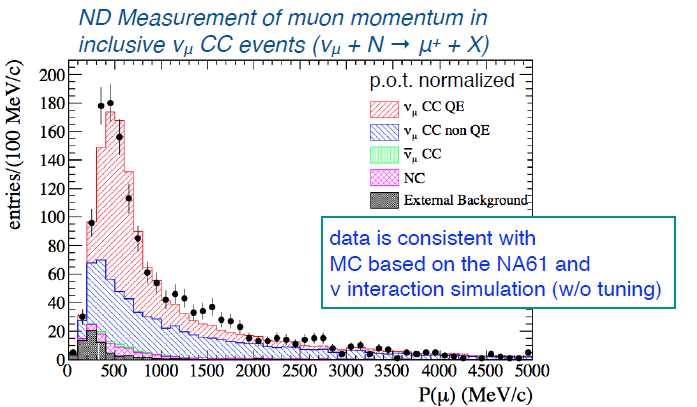 ND Measurement of muon momentum in
inclusive νμ CC events (νμ + N → μ+ + X)
p.o.t. normalized
νμ CC QE
νμ CC non QE
ν̄μ CC
NC
External Background
entries/(100 MeV/c)
200
180
160
140
120
100
80
60
40
20
0
data is consistent with
MC based on the NA61 and
ν interaction simulation (w/o tuning)
0 500 1000 1500 2000 2500 3000 3500 4000 4500 5000
P(μ) (MeV/c)